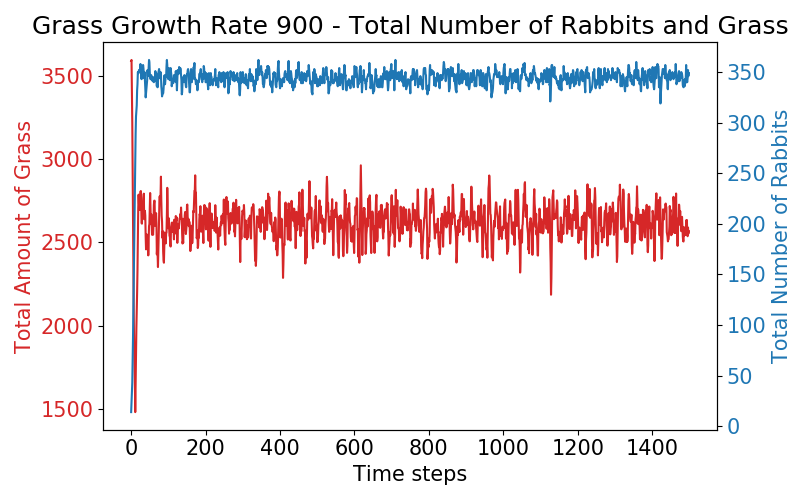 Grass Growth Rate 900 - Total Number of Rabbits and Grass
Total Amount of Grass
3500
3000
2500
2000
1500
350
300
250
200
150
100
50
0
Total Number of Rabbits
0 200 400 600 800 1000 1200 1400
Time steps